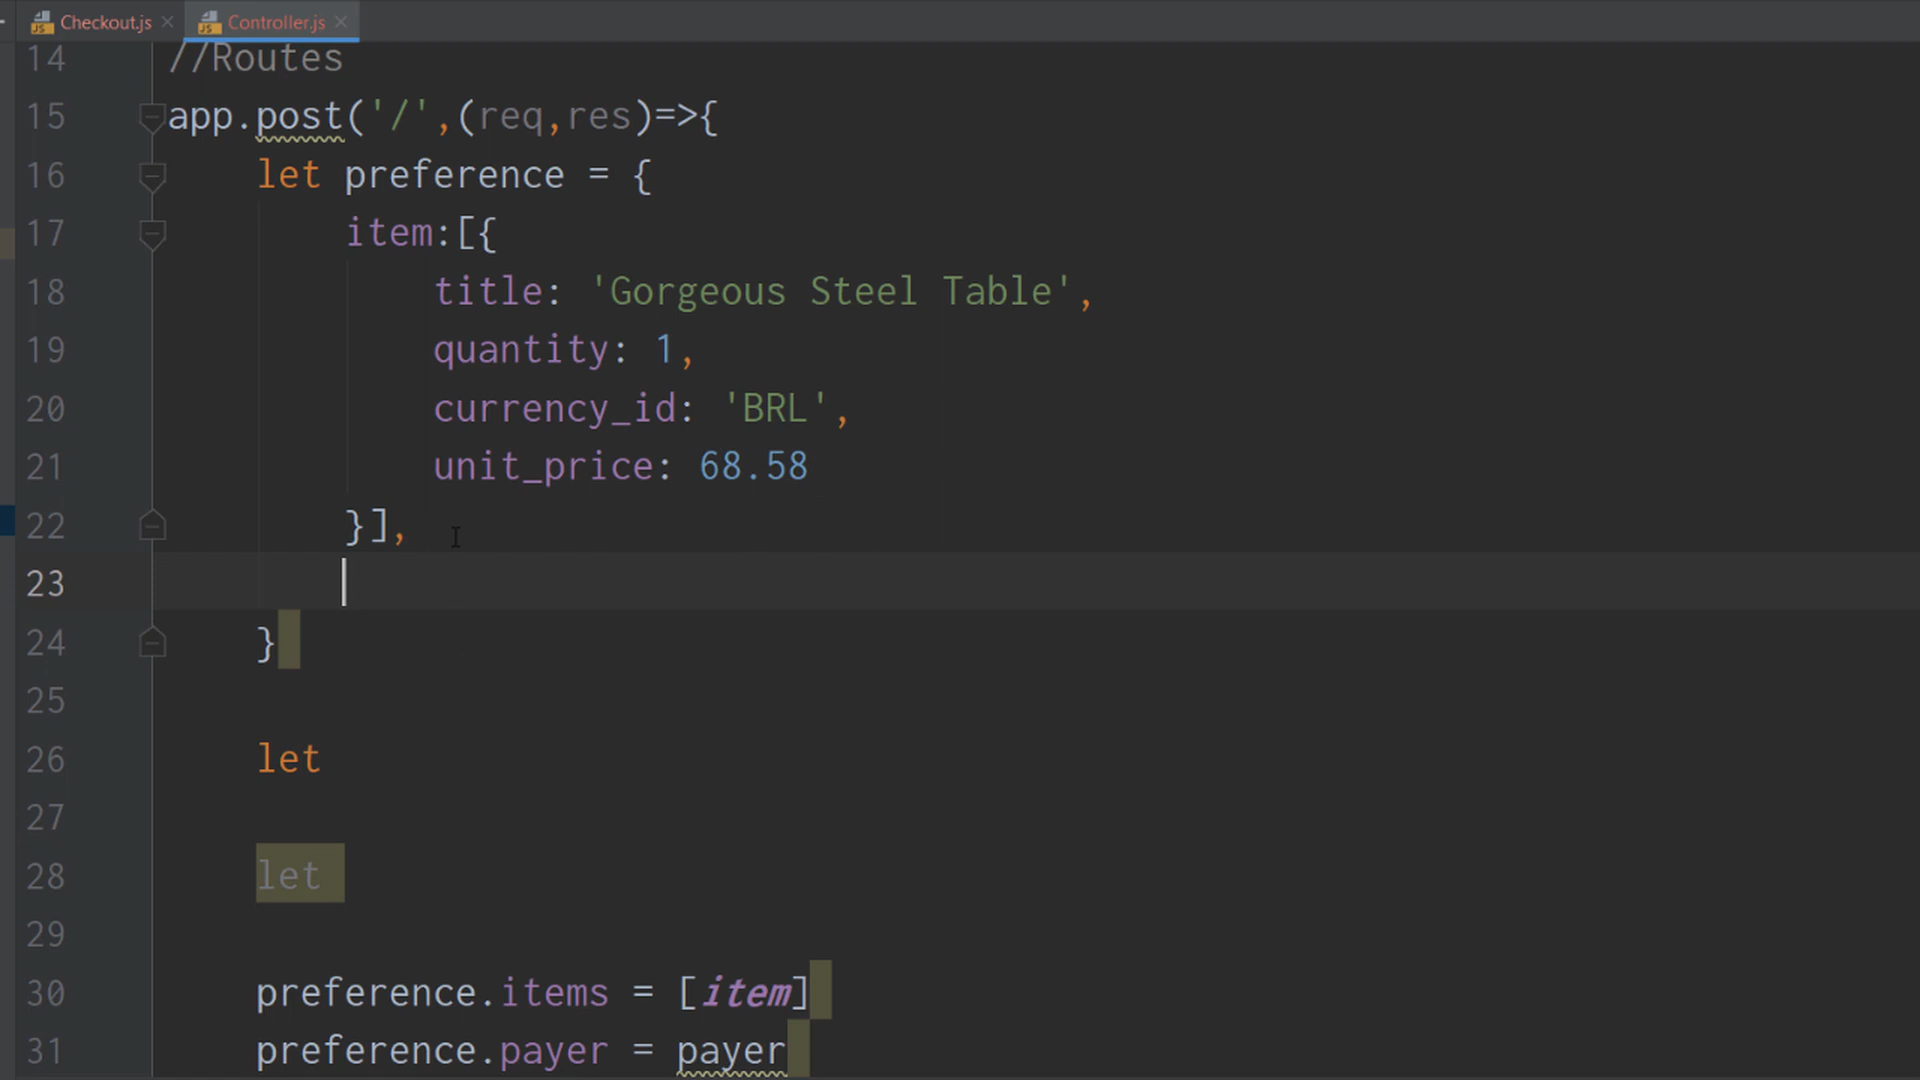 Checkout.js Controller.js
14 //Routes
15 app.post('/',(req,res)=>{
16 let preference = {
17 item:[{
18 title: 'Gorgeous Steel Table',
19 quantity: 1,
20 currency_id: 'BRL',
21 unit_price: 68.58
22 }],
23
24 }
25
26 let
27
28 let
29
30 preference.items = [item]
31 preference.payer = payer